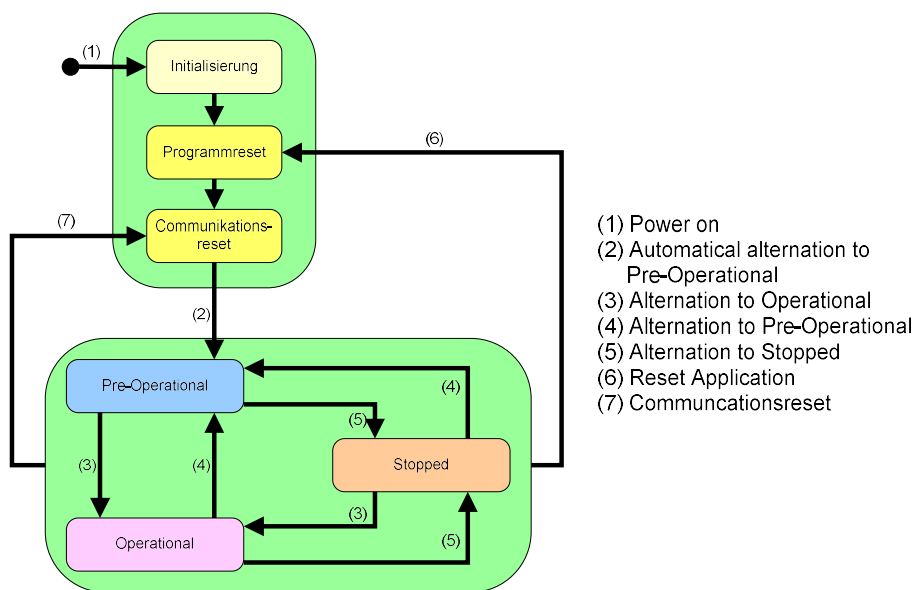 (1)
Initialisierung
Programmreset
(6)
Communikations-
reset
(7)
(2)
Pre-Operational
(4)
(5)
(3)
(4)
Stopped
(3)
Operational
(5)
(1) Power on
(2) Automatical alternation to
Pre-Operational
(3) Alternation to Operational
(4) Alternation to Pre-Operational
(5) Alternation to Stopped
(6) Reset Application
(7) Communcationsreset